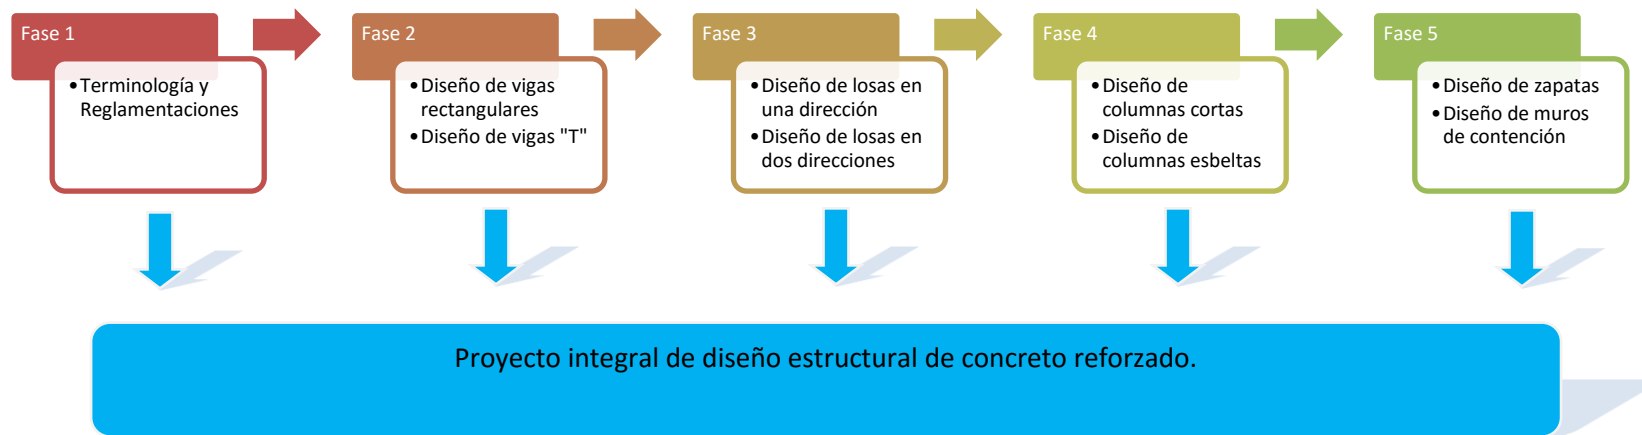 Fase 1
•Terminología y
Reglamentaciones
Fase 2
•Diseño de vigas
rectangulares
•Diseño de vigas "T"
Fase 3
•Diseño de losas en
una dirección
•Diseño de losas en
dos direcciones
Fase 4
•Diseño de
columnas cortas
•Diseño de
columnas esbeltas
Fase 5
•Diseño de zapatas
•Diseño de muros
de contención
Proyecto integral de diseño estructural de concreto reforzado.